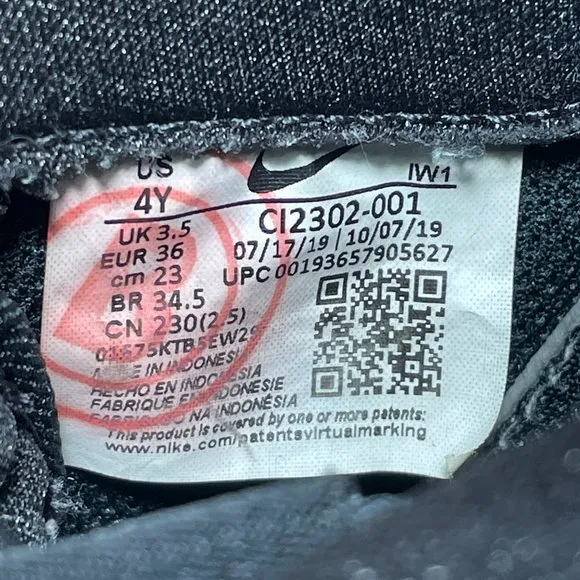 US
4Y
UK 3.5
EUR 36
cm 23
BR 34.5
CN 230(2.5)
IW1
CI2302-001
07/17/19 | 10/07/19
UPC 00193657905627
MADE IN INDONESIA
HECHO EN INDONESIA
FABRIQUE EN INDONÉSIE
FABRICADO NA INDONÉSIA
This product is covered by one or more patents:
www.nike.com/patentsvirtualmarking